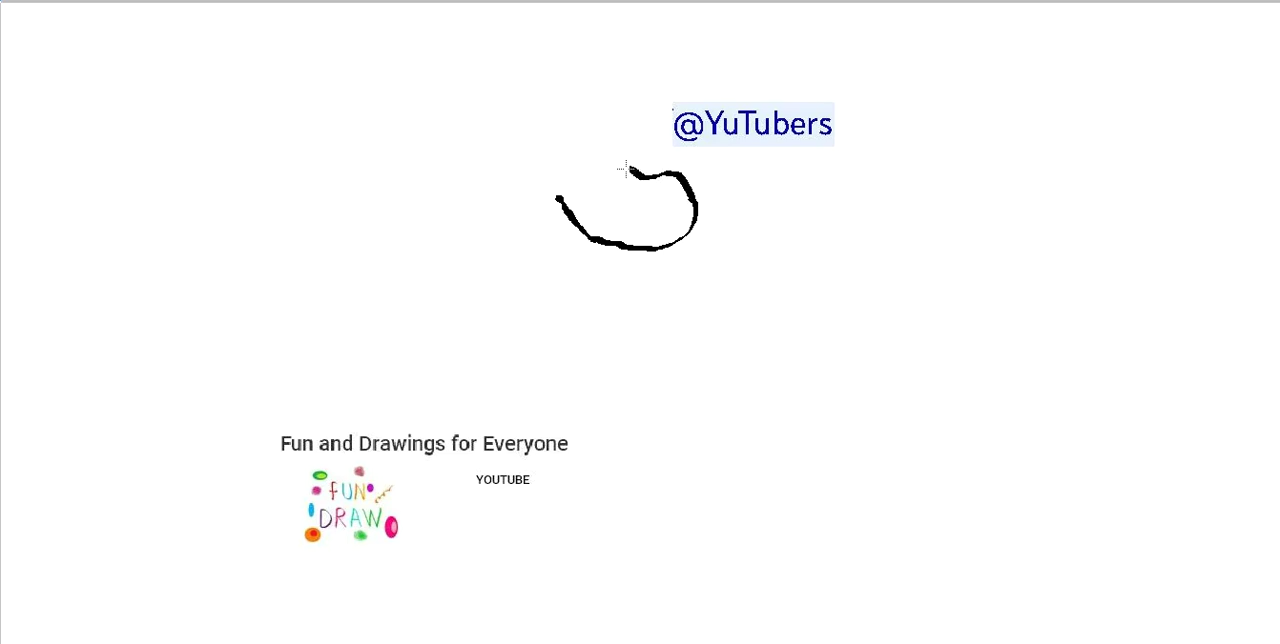 @YuTubers
Fun and Drawings for Everyone
YOUTUBE
FUN
DRAW